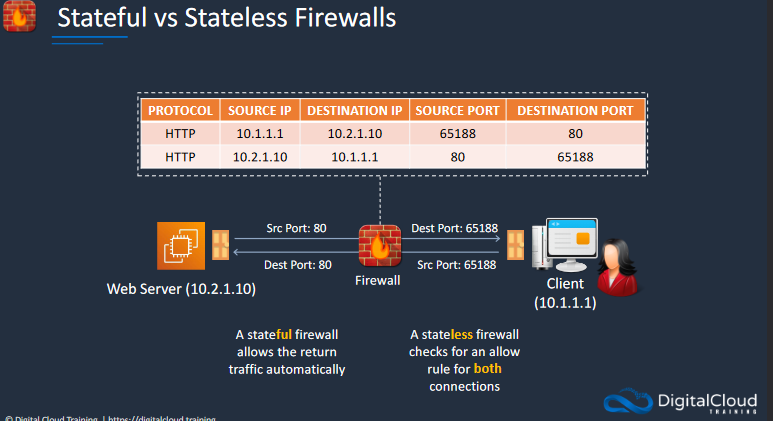 Stateful vs Stateless Firewalls
PROTOCOL SOURCE IP DESTINATION IP SOURCE PORT DESTINATION PORT
HTTP 10.1.1.1 10.2.1.10 65188 80
HTTP 10.2.1.10 10.1.1.1 80 65188
Src Port: 80 Dest Port: 65188
Dest Port: 80 Src Port: 65188
Firewall
Web Server (10.2.1.10)
Client
(10.1.1.1)
A stateful firewall
allows the return
traffic automatically
A stateless firewall
checks for an allow
rule for both
connections
DigitalCloud
TRAINING
© Digital Cloud Training | https://digitalcloud.training